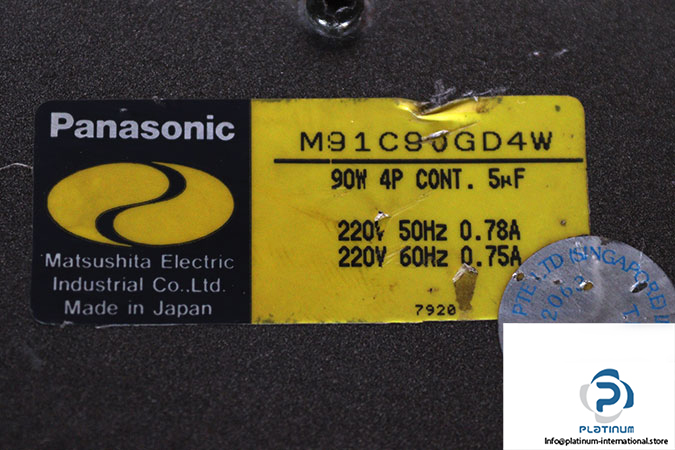 Panasonic
Matsushita Electric
Industrial Co.,Ltd.
Made in Japan
M91C90GD4W
90W 4P CONT. 5μF
220V 50Hz 0.78A
220V 60Hz 0.75A
7920
PTE LTD (SINGAPORE)
PLATINUM
Info@platinum-international.store